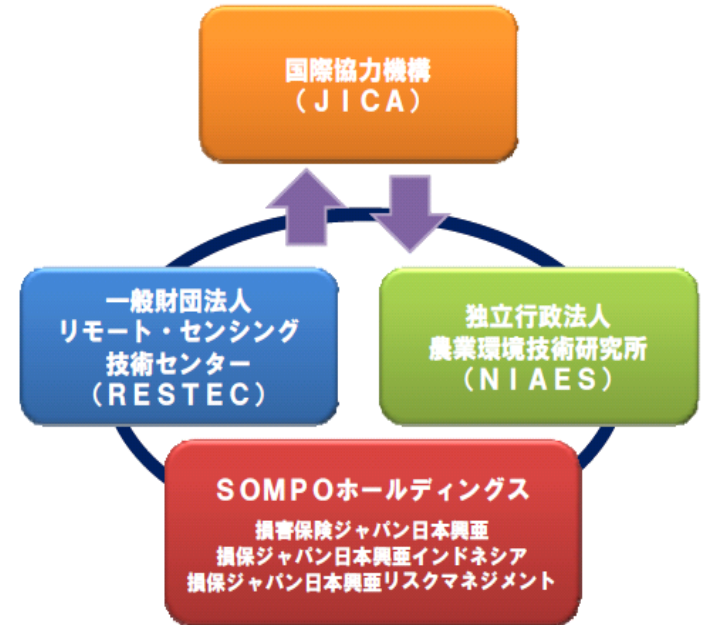 国際協力機構
（ＪＩＣＡ）
一般財団法人
リモート・センシング
技術センター
（ＲＥＳＴＥＣ）
独立行政法人
農業環境技術研究所
（ＮＩＡＥＳ）
ＳＯＭＰＯホールディングス
損害保険ジャパン日本興亜
損保ジャパン日本興亜インドネシア
損保ジャパン日本興亜リスクマネジメント